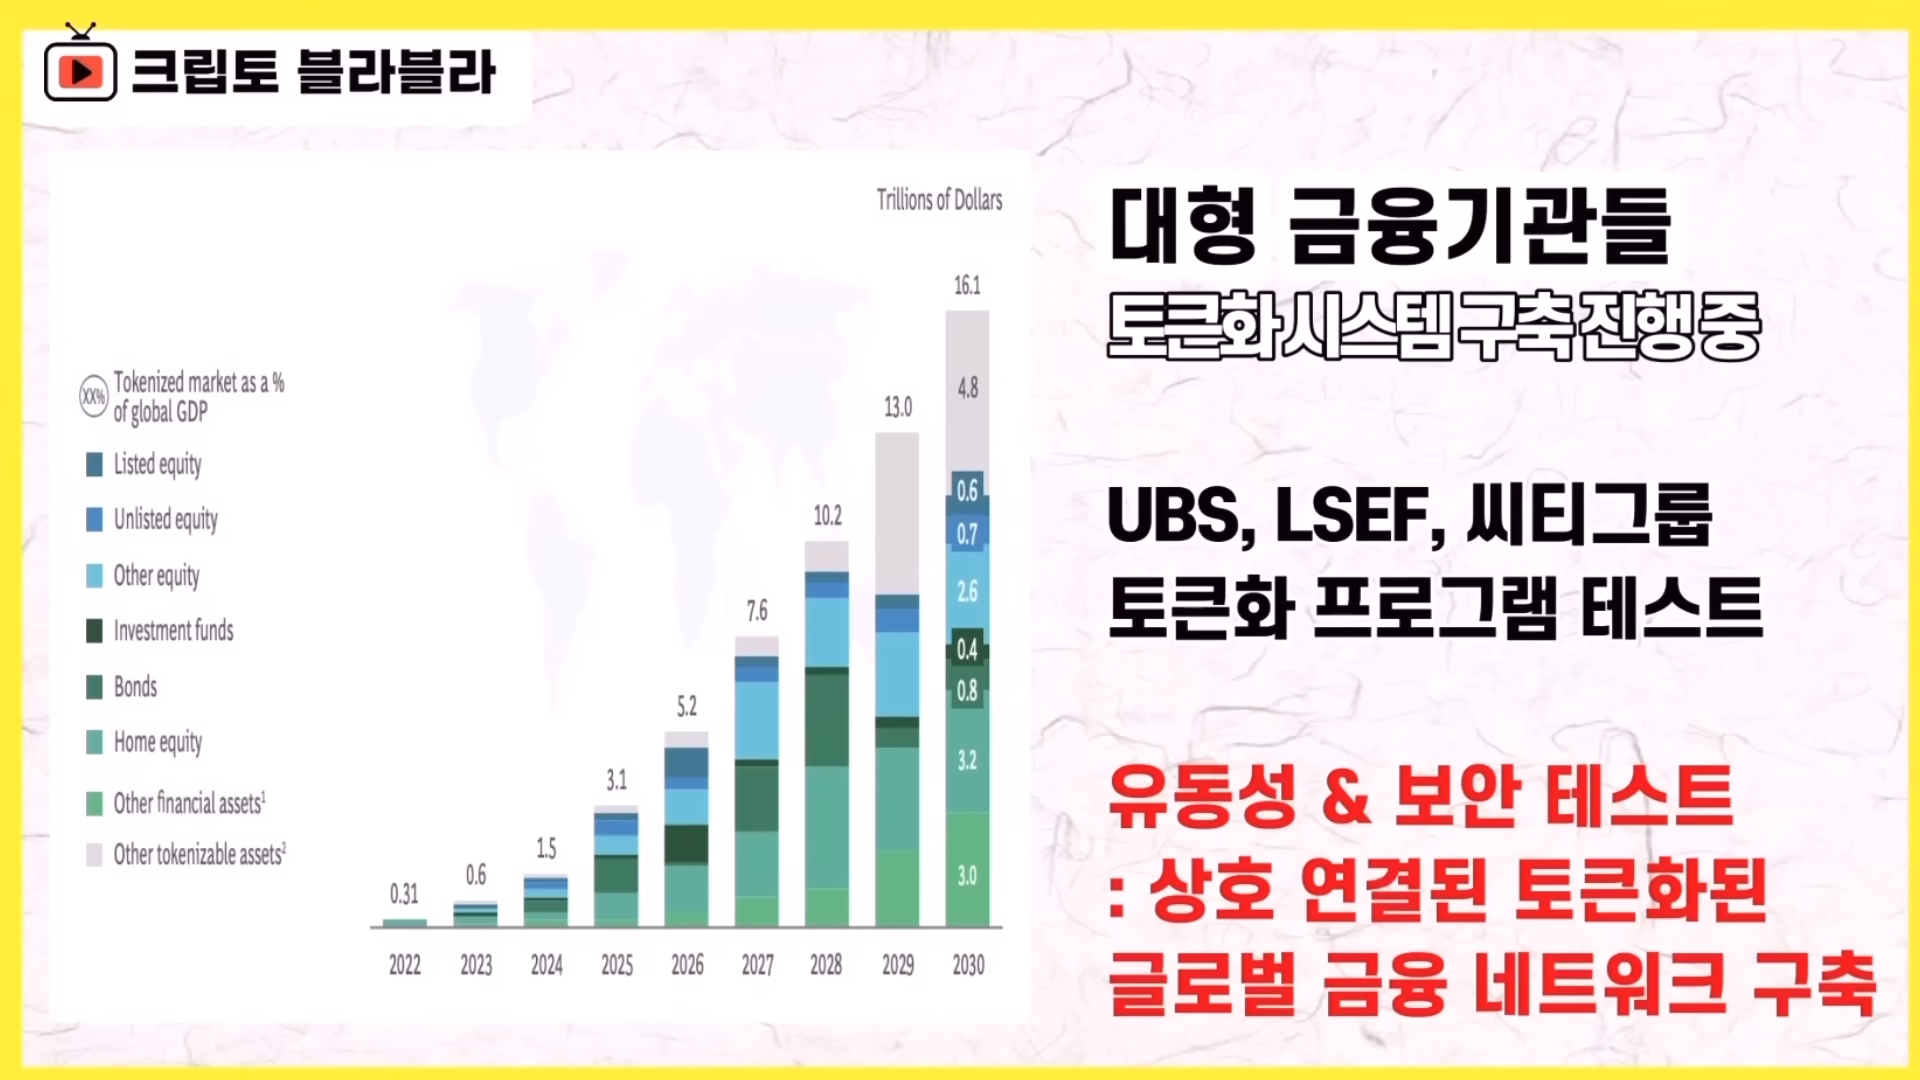 크립토 블라블라
Trillions of Dollars
XX%
Tokenized market as a %
of global GDP
Listed equity
Unlisted equity
Other equity
Investment funds
Bonds
Home equity
Other financial assets¹
Other tokenizable assets²
0.31
0.6
1.5
3.1
5.2
7.6
10.2
13.0
16.1
4.8
0.6
0.7
2.6
0.4
0.8
3.2
3.0
2022 2023 2024 2025 2026 2027 2028 2029 2030
대형 금융기관들
토큰화 시스템 구축 진행 중
UBS, LSEF, 씨티그룹
토큰화 프로그램 테스트
유동성 & 보안 테스트
: 상호 연결된 토큰화된
글로벌 금융 네트워크 구축